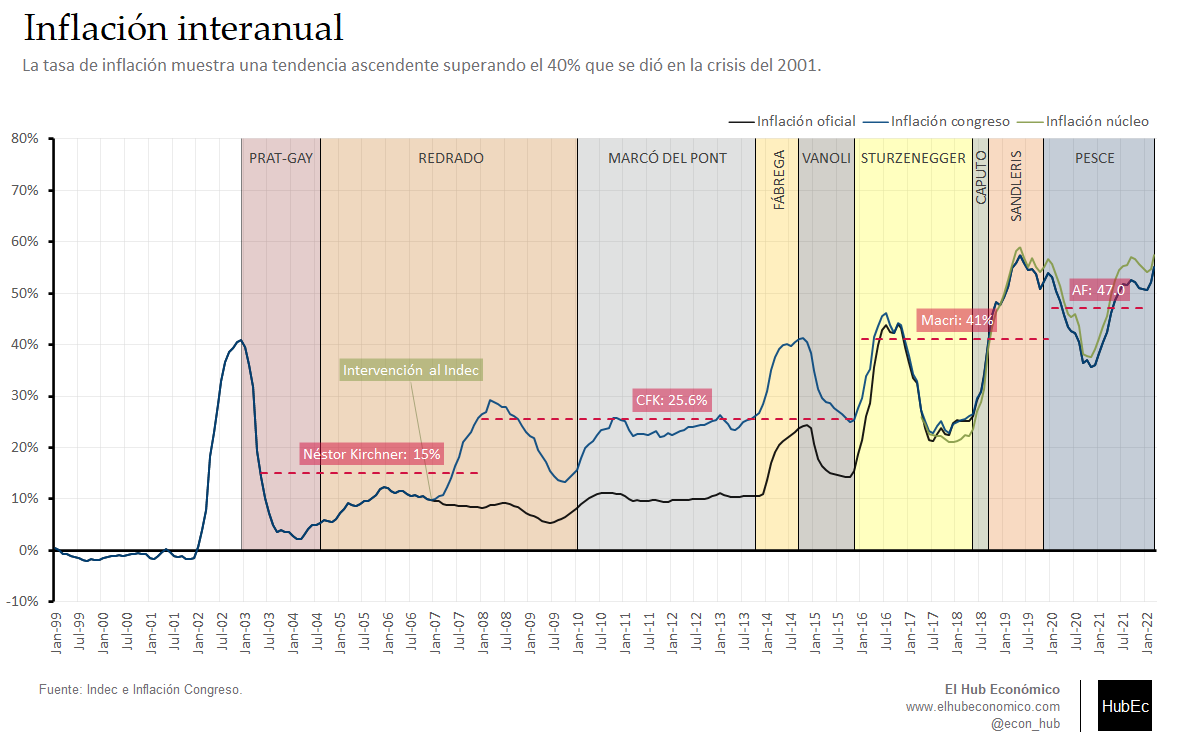 Inflación interanual
La tasa de inflación muestra una tendencia ascendente superando el 40% que se dió en la crisis del 2001.
Inflación oficial Inflación congreso Inflación núcleo
80%
70%
60%
50%
40%
30%
20%
10%
0%
-10%
PRAT-GAY
REDRADO
MARCÓ DEL PONT
FÁBREGA
VANOLI
STURZENEGGER
CAPUTO
SANDLERIS
PESCE
AF: 47.0
Macri: 41%
Intervención al Indec
CFK: 25.6%
Néstor Kirchner: 15%
Jan-99
Jul-99
Jan-00
Jul-00
Jan-01
Jul-01
Jan-02
Jul-02
Jan-03
Jul-03
Jan-04
Jul-04
Jan-05
Jul-05
Jan-06
Jul-06
Jan-07
Jul-07
Jan-08
Jul-08
Jan-09
Jul-09
Jan-10
Jul-10
Jan-11
Jul-11
Jan-12
Jul-12
Jan-13
Jul-13
Jan-14
Jul-14
Jan-15
Jul-15
Jan-16
Jul-16
Jan-17
Jul-17
Jan-18
Jul-18
Jan-19
Jul-19
Jan-20
Jul-20
Jan-21
Jul-21
Jan-22
Fuente: Indec e Inflación Congreso.
El Hub Económico
www.elhubeconomico.com
@econ_hub
HubEc